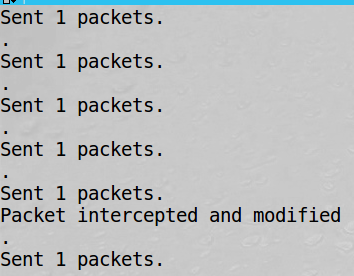 Sent 1 packets.
.
Sent 1 packets.
.
Sent 1 packets.
.
Sent 1 packets.
.
Sent 1 packets.
Packet intercepted and modified
.
Sent 1 packets.